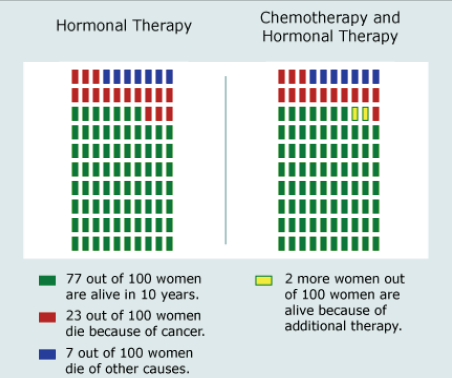 Hormonal Therapy
Chemotherapy and
Hormonal Therapy
77 out of 100 women
are alive in 10 years.
23 out of 100 women
die because of cancer.
7 out of 100 women
die of other causes.
2 more women out
of 100 women are
alive because of
additional therapy.